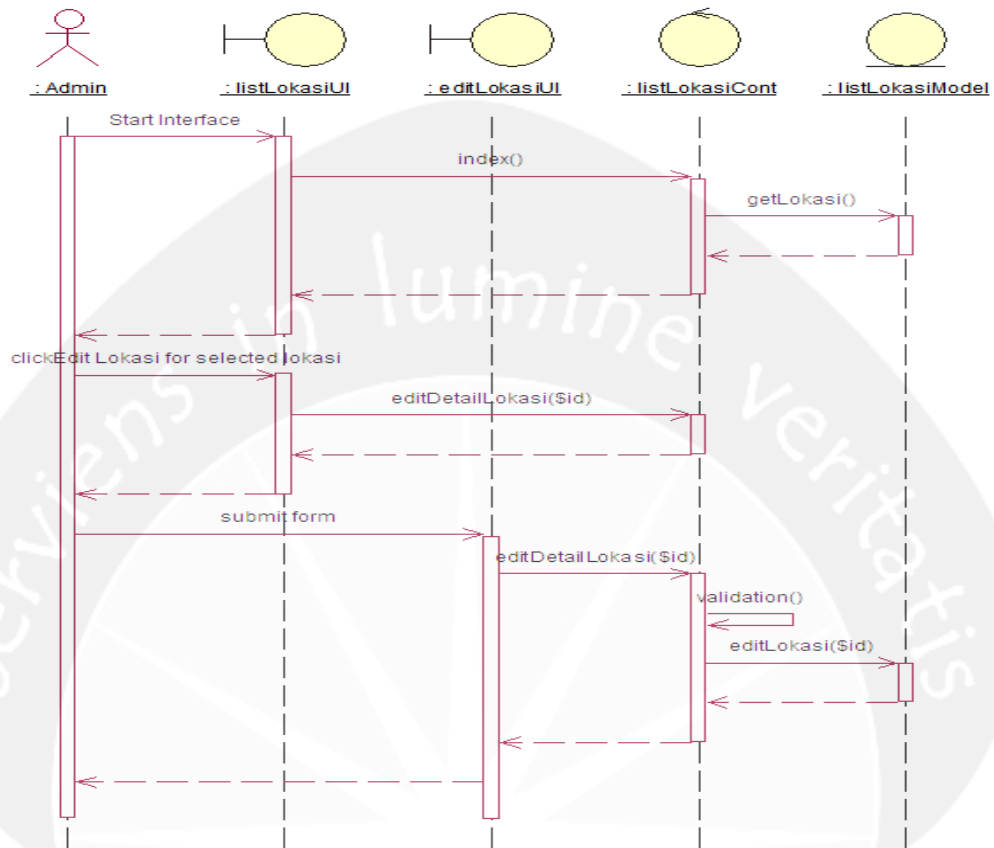 : Admin
: listLokasiUI
: editLokasiUI
: listLokasiCont
: listLokasiModel
Start Interface
index()
getLokasi()
clickEdit Lokasi for selected lokasi
editDetailLokasi($id)
submit form
editDetailLokasi($id)
validation()
editLokasi($id)
serviens in lumine veritatis